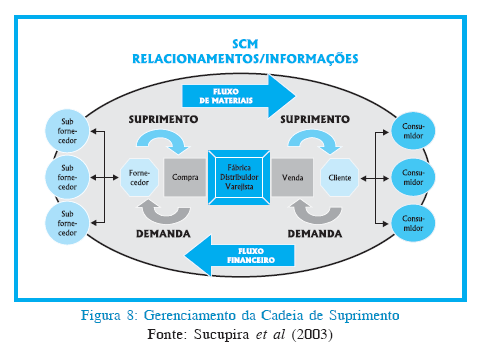 SCM
RELACIONAMENTOS/INFORMAÇÕES
FLUXO
DE MATERIAIS
SUPRIMENTO
SUPRIMENTO
Sub
forne-
cedor
Sub
forne-
cedor
Sub
forne-
cedor
Forne-
cedor
Compra
Fábrica
Distribuidor
Varejista
Venda
Cliente
Consu-
midor
Consu-
midor
Consu-
midor
DEMANDA
DEMANDA
FLUXO
FINANCEIRO
Figura 8: Gerenciamento da Cadeia de Suprimento
Fonte: Sucupira et al (2003)